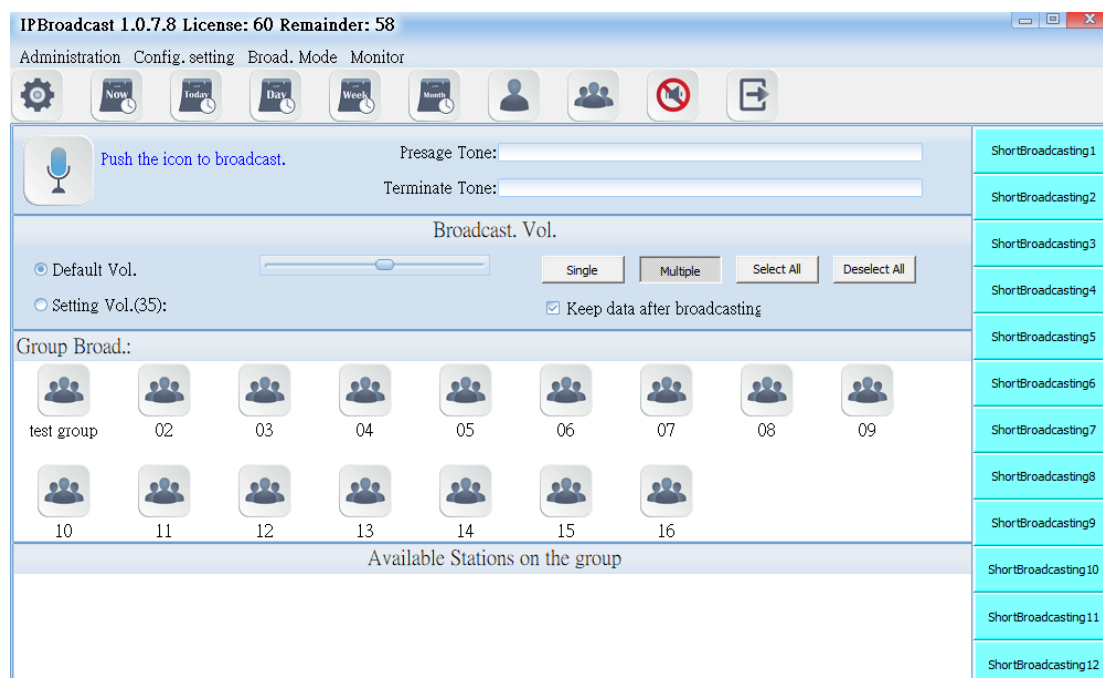 IPBroadcast 1.0.7.8 License: 60 Remainder: 58
Administration Config. setting Broad. Mode Monitor
Now Today Day Week Month
Push the icon to broadcast.
Presage Tone:
Terminate Tone:
Broadcast. Vol.
Default Vol.
Single Multiple Select All Deselect All
Setting Vol.(35):
Keep data after broadcasting
Group Broad.:
test group 02 03 04 05 06 07 08 09
10 11 12 13 14 15 16
Available Stations on the group
ShortBroadcasting1
ShortBroadcasting2
ShortBroadcasting3
ShortBroadcasting4
ShortBroadcasting5
ShortBroadcasting6
ShortBroadcasting7
ShortBroadcasting8
ShortBroadcasting9
ShortBroadcasting10
ShortBroadcasting11
ShortBroadcasting12